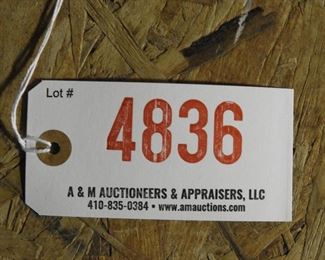 Lot #
4836
A & M AUCTIONEERS & APPRAISERS, LLC
410-835-0384 • www.amauctions.com